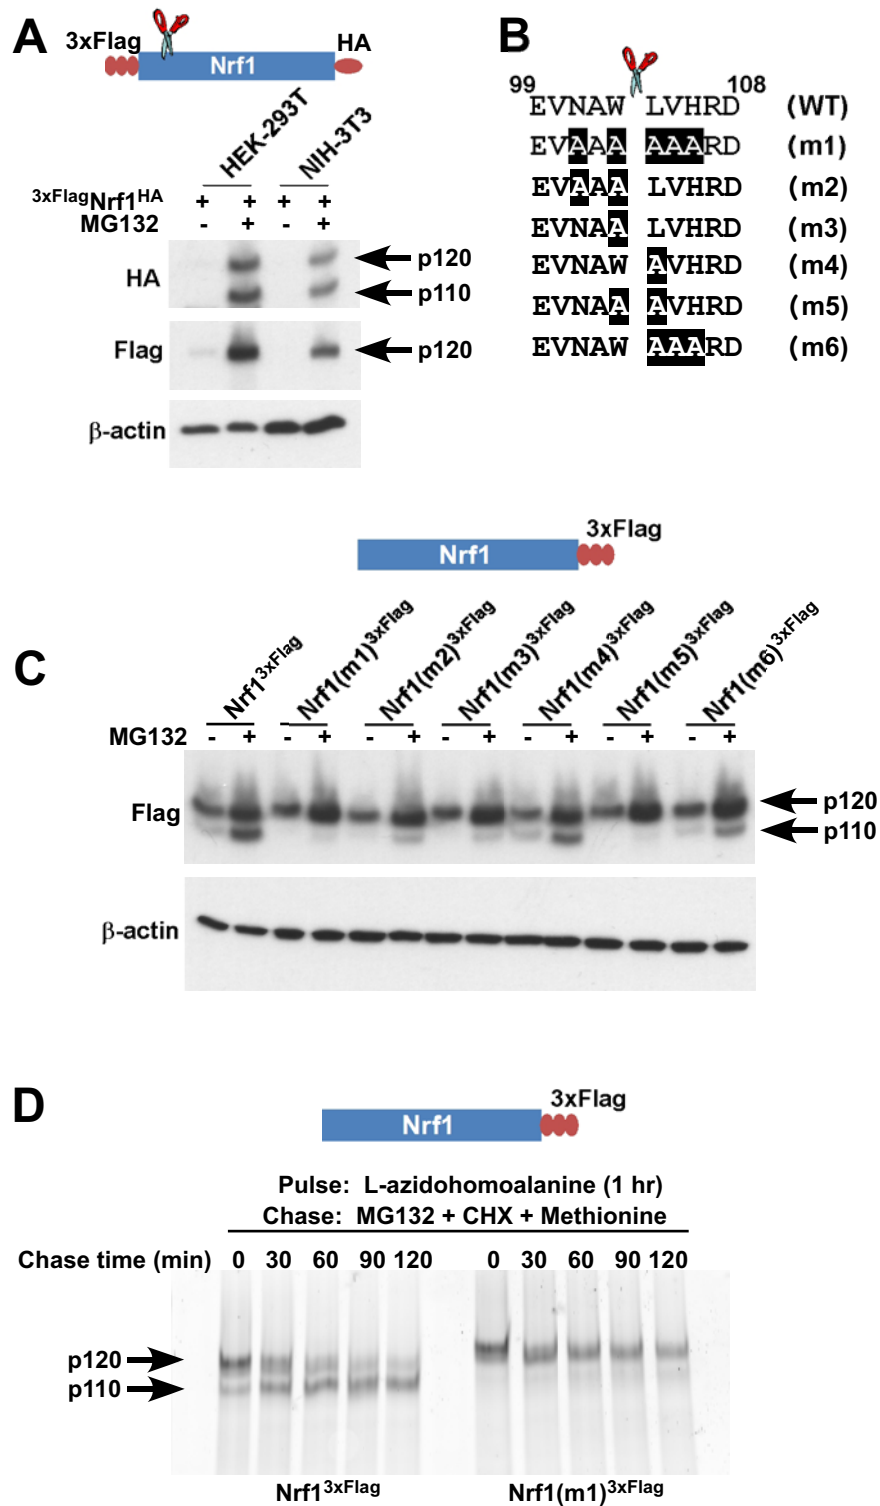 A
3xFlag
HA
Nrf1
HEK-293T
NIH-3T3
3xFlagNrf1HA + + + +
MG132 - + - +
HA
p120
p110
Flag
p120
β-actin
B
99 108
EVNAW LVHRD (WT)
EVAAA AAARD (m1)
EVAAA LVHRD (m2)
EVNAA LVHRD (m3)
EVNAW AVHRD (m4)
EVNAA AVHRD (m5)
EVNAW AAARD (m6)
3xFlag
Nrf1
C
Nrf13xFlag
Nrf1(m1)3xFlag
Nrf1(m2)3xFlag
Nrf1(m3)3xFlag
Nrf1(m4)3xFlag
Nrf1(m5)3xFlag
Nrf1(m6)3xFlag
MG132 - + - + - + - + - + - + - +
Flag
p120
p110
β-actin
D
3xFlag
Nrf1
Pulse: L-azidohomoalanine (1 hr)
Chase: MG132 + CHX + Methionine
Chase time (min) 0 30 60 90 120 0 30 60 90 120
p120
p110
Nrf13xFlag Nrf1(m1)3xFlag